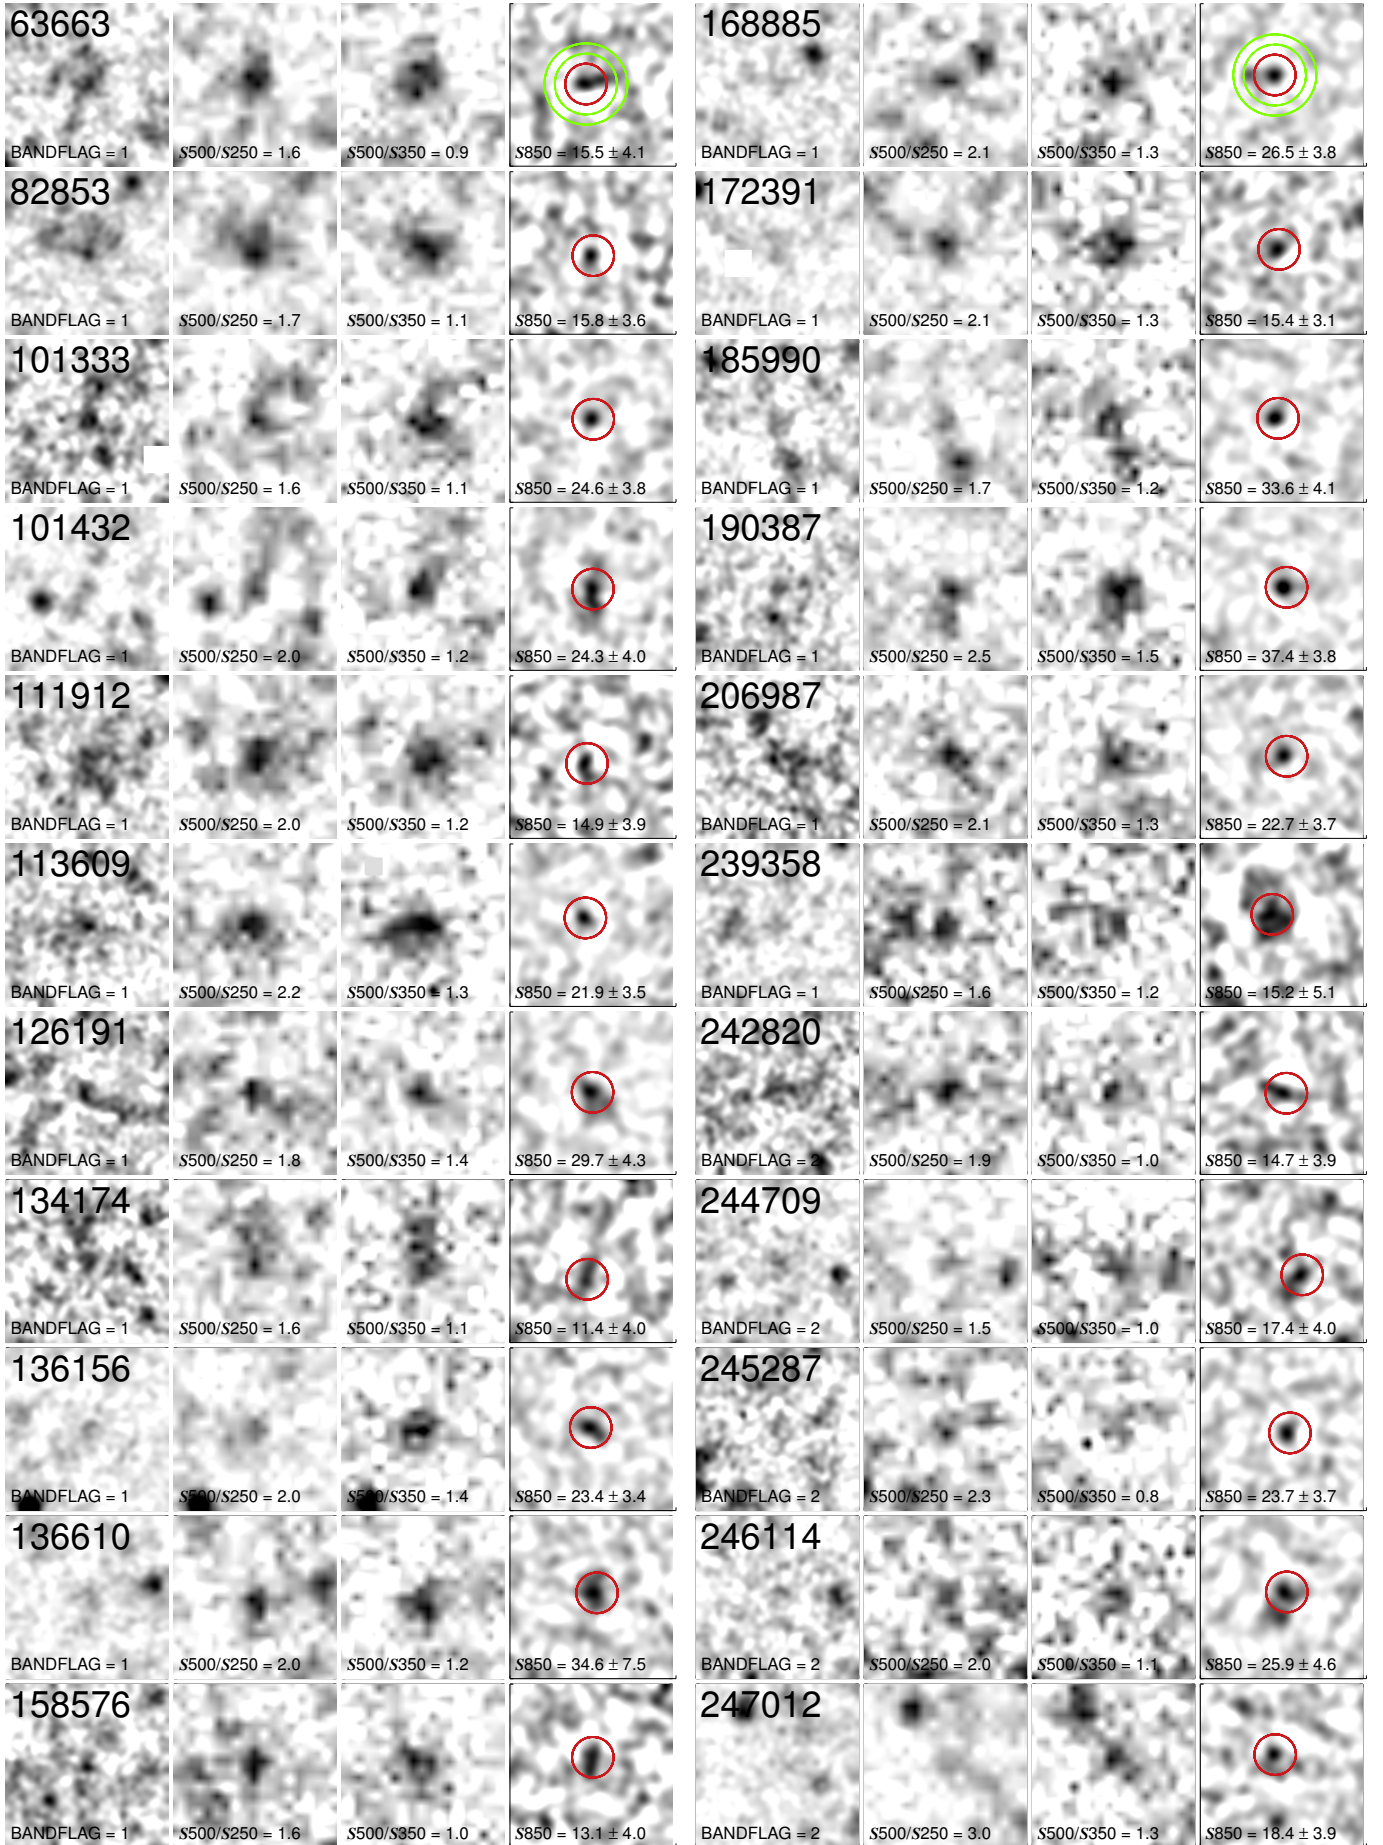 63663
BANDFLAG = 1 S500/S250 = 1.6 S500/S350 = 0.9 S850 = 15.5 ± 4.1
168885
BANDFLAG = 1 S500/S250 = 2.1 S500/S350 = 1.3 S850 = 26.5 ± 3.8
82853
BANDFLAG = 1 S500/S250 = 1.7 S500/S350 = 1.1 S850 = 15.8 ± 3.6
172391
BANDFLAG = 1 S500/S250 = 2.1 S500/S350 = 1.3 S850 = 15.4 ± 3.1
101333
BANDFLAG = 1 S500/S250 = 1.6 S500/S350 = 1.1 S850 = 24.6 ± 3.8
185990
BANDFLAG = 1 S500/S250 = 1.7 S500/S350 = 1.2 S850 = 33.6 ± 4.1
101432
BANDFLAG = 1 S500/S250 = 2.0 S500/S350 = 1.2 S850 = 24.3 ± 4.0
190387
BANDFLAG = 1 S500/S250 = 2.5 S500/S350 = 1.5 S850 = 37.4 ± 3.8
111912
BANDFLAG = 1 S500/S250 = 2.0 S500/S350 = 1.2 S850 = 14.9 ± 3.9
206987
BANDFLAG = 1 S500/S250 = 2.1 S500/S350 = 1.3 S850 = 22.7 ± 3.7
113609
BANDFLAG = 1 S500/S250 = 2.2 S500/S350 = 1.3 S850 = 21.9 ± 3.5
239358
BANDFLAG = 1 S500/S250 = 1.6 S500/S350 = 1.2 S850 = 15.2 ± 5.1
126191
BANDFLAG = 1 S500/S250 = 1.8 S500/S350 = 1.4 S850 = 29.7 ± 4.3
242820
BANDFLAG = 2 S500/S250 = 1.9 S500/S350 = 1.0 S850 = 14.7 ± 3.9
134174
BANDFLAG = 1 S500/S250 = 1.6 S500/S350 = 1.1 S850 = 11.4 ± 4.0
244709
BANDFLAG = 2 S500/S250 = 1.5 S500/S350 = 1.0 S850 = 17.4 ± 4.0
136156
BANDFLAG = 1 S500/S250 = 2.0 S500/S350 = 1.4 S850 = 23.4 ± 3.4
245287
BANDFLAG = 2 S500/S250 = 2.3 S500/S350 = 0.8 S850 = 23.7 ± 3.7
136610
BANDFLAG = 1 S500/S250 = 2.0 S500/S350 = 1.2 S850 = 34.6 ± 7.5
246114
BANDFLAG = 2 S500/S250 = 2.0 S500/S350 = 1.1 S850 = 25.9 ± 4.6
158576
BANDFLAG = 1 S500/S250 = 1.6 S500/S350 = 1.0 S850 = 13.1 ± 4.0
247012
BANDFLAG = 2 S500/S250 = 3.0 S500/S350 = 1.3 S850 = 18.4 ± 3.9